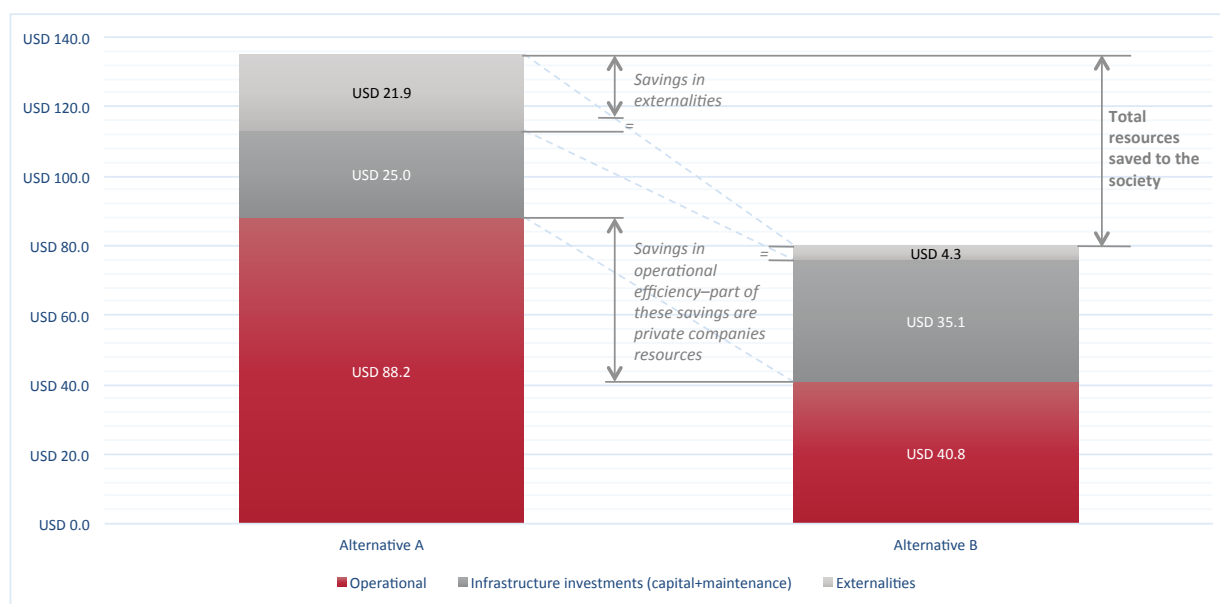 USD 140.0
USD 120.0
USD 100.0
USD 80.0
USD 60.0
USD 40.0
USD 20.0
USD 0.0
USD 21.9
USD 25.0
USD 88.2
Savings in
externalities
=
Savings in
operational
efficiency–part of
these savings are
private companies
resources
=
USD 4.3
USD 35.1
USD 40.8
Total
resources
saved to the
society
Alternative A
Alternative B
Operational
Infrastructure investments (capital+maintenance)
Externalities